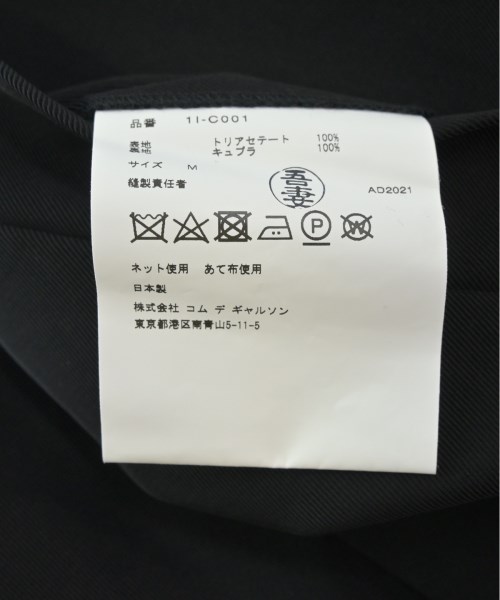 品番 1I-C001
表地 トリアセテート 100%
裏地 キュプラ 100%
サイズ M
縫製責任者 吾妻 AD2021
P W
ネット使用 あて布使用
日本製
株式会社 コム デ ギャルソン
東京都港区南青山5-11-5